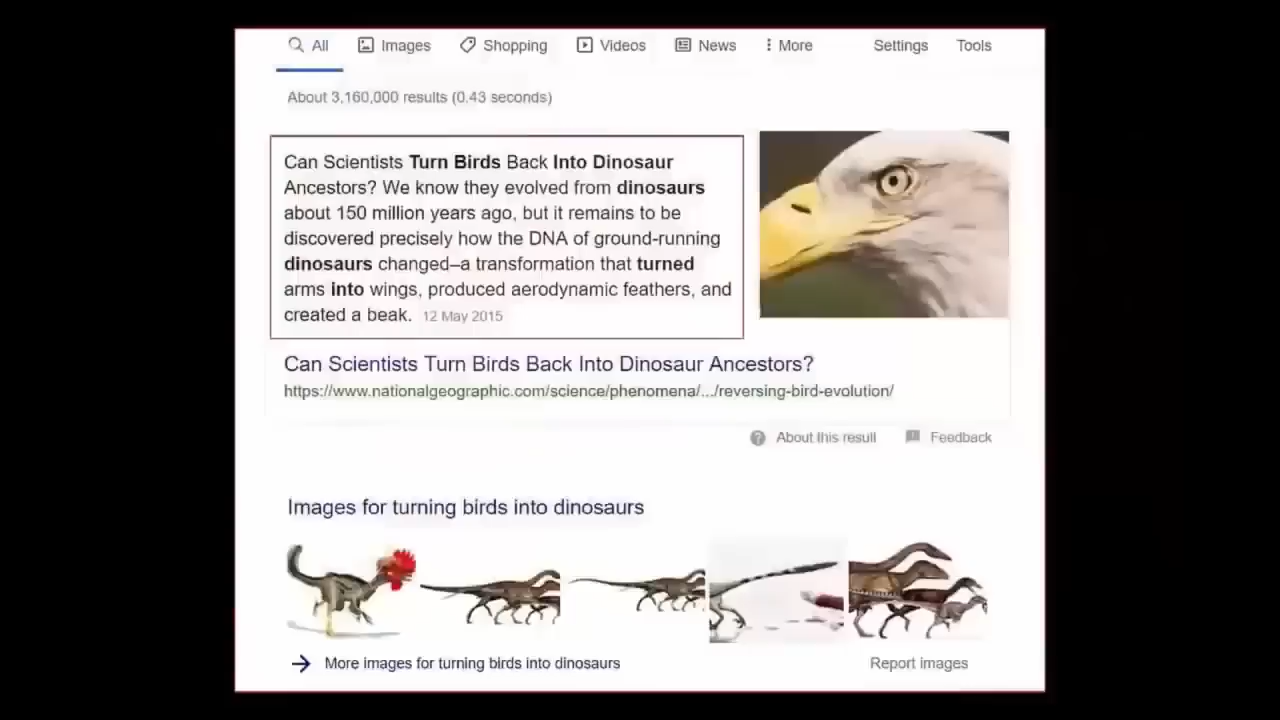 All Images Shopping Videos News More Settings Tools
About 3,160,000 results (0.43 seconds)
Can Scientists Turn Birds Back Into Dinosaur
Ancestors? We know they evolved from dinosaurs
about 150 million years ago, but it remains to be
discovered precisely how the DNA of ground-running
dinosaurs changed–a transformation that turned
arms into wings, produced aerodynamic feathers, and
created a beak. 12 May 2015
Can Scientists Turn Birds Back Into Dinosaur Ancestors?
https://www.nationalgeographic.com/science/phenomena/.../reversing-bird-evolution/
About this result Feedback
Images for turning birds into dinosaurs
More images for turning birds into dinosaurs Report images